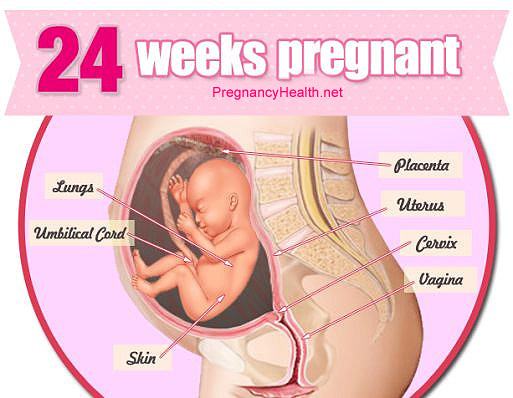 24 weeks pregnant
PregnancyHealth.net
Placenta
Lungs
Uterus
Umbilical Cord
Cervix
Vagina
Skin